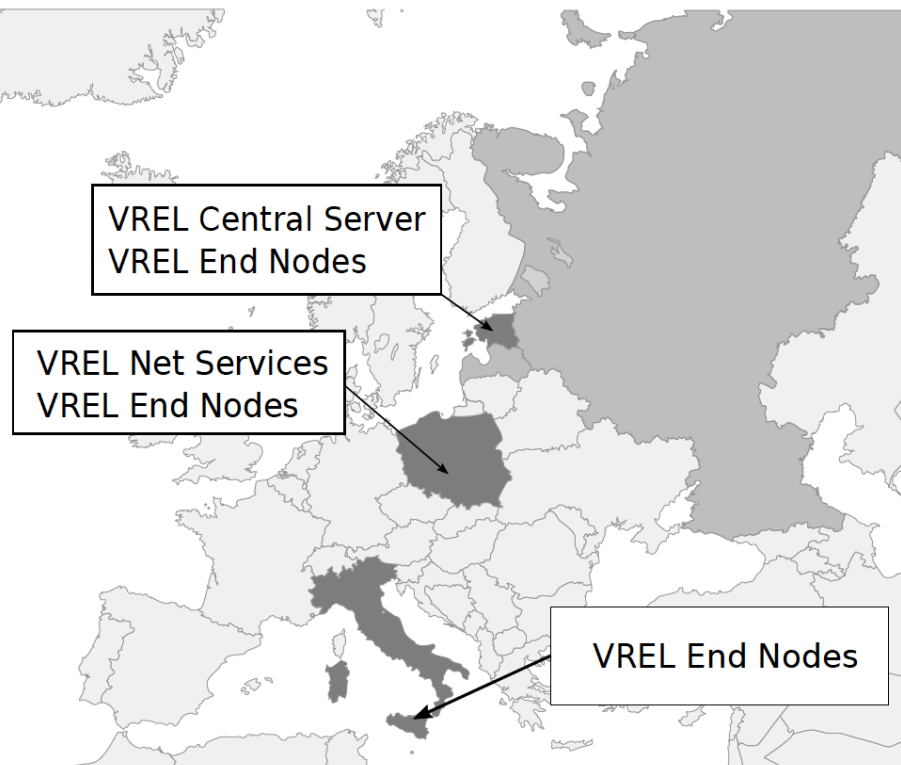 VREL Central Server
VREL End Nodes
VREL Net Services
VREL End Nodes
VREL End Nodes